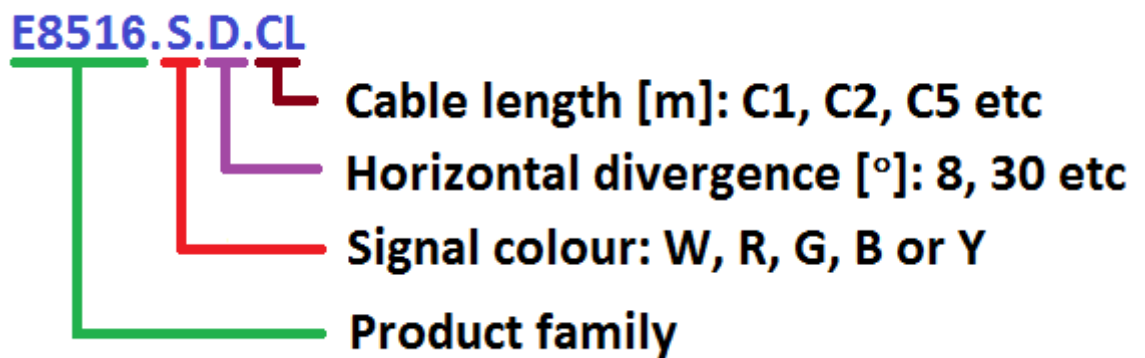 E8516.S.D.CL
Cable length [m]: C1, C2, C5 etc
Horizontal divergence [°]: 8, 30 etc
Signal colour: W, R, G, B or Y
Product family